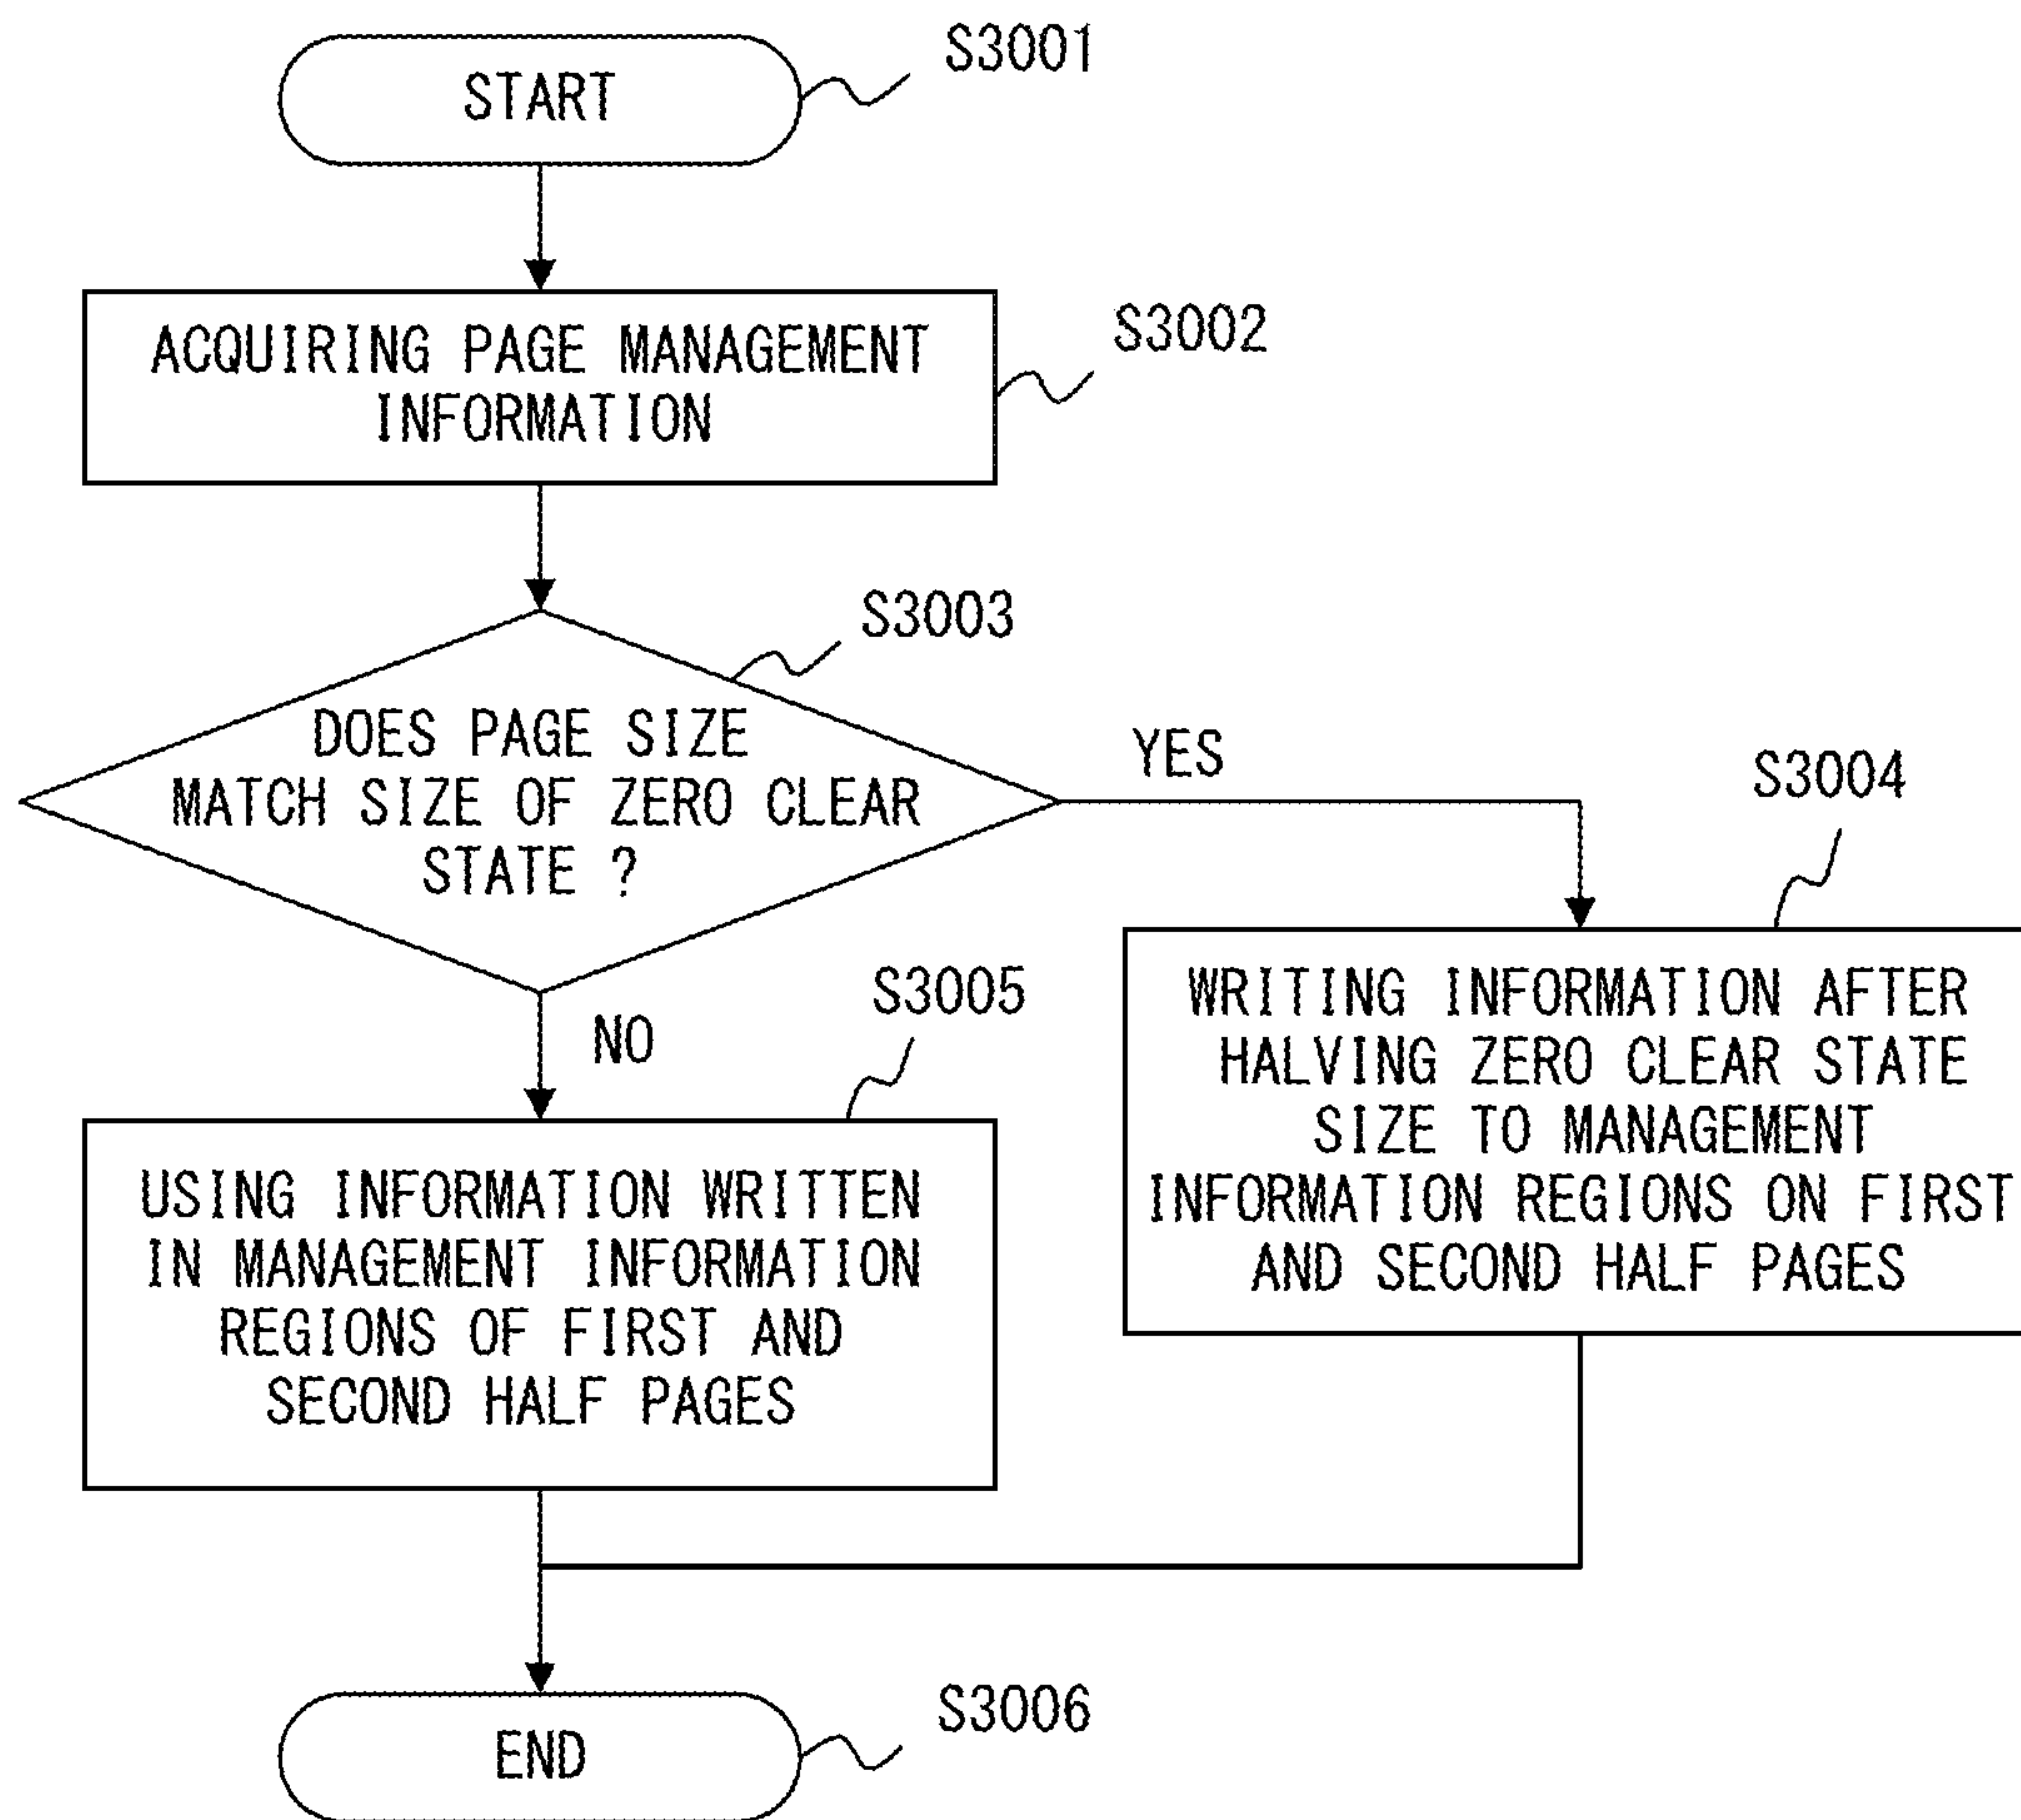 START
S3001
ACQUIRING PAGE MANAGEMENT
INFORMATION
S3002
S3003
DOES PAGE SIZE
MATCH SIZE OF ZERO CLEAR
STATE ?
YES
NO
S3004
WRITING INFORMATION AFTER
HALVING ZERO CLEAR STATE
SIZE TO MANAGEMENT
INFORMATION REGIONS ON FIRST
AND SECOND HALF PAGES
S3005
USING INFORMATION WRITTEN
IN MANAGEMENT INFORMATION
REGIONS OF FIRST AND
SECOND HALF PAGES
S3006
END